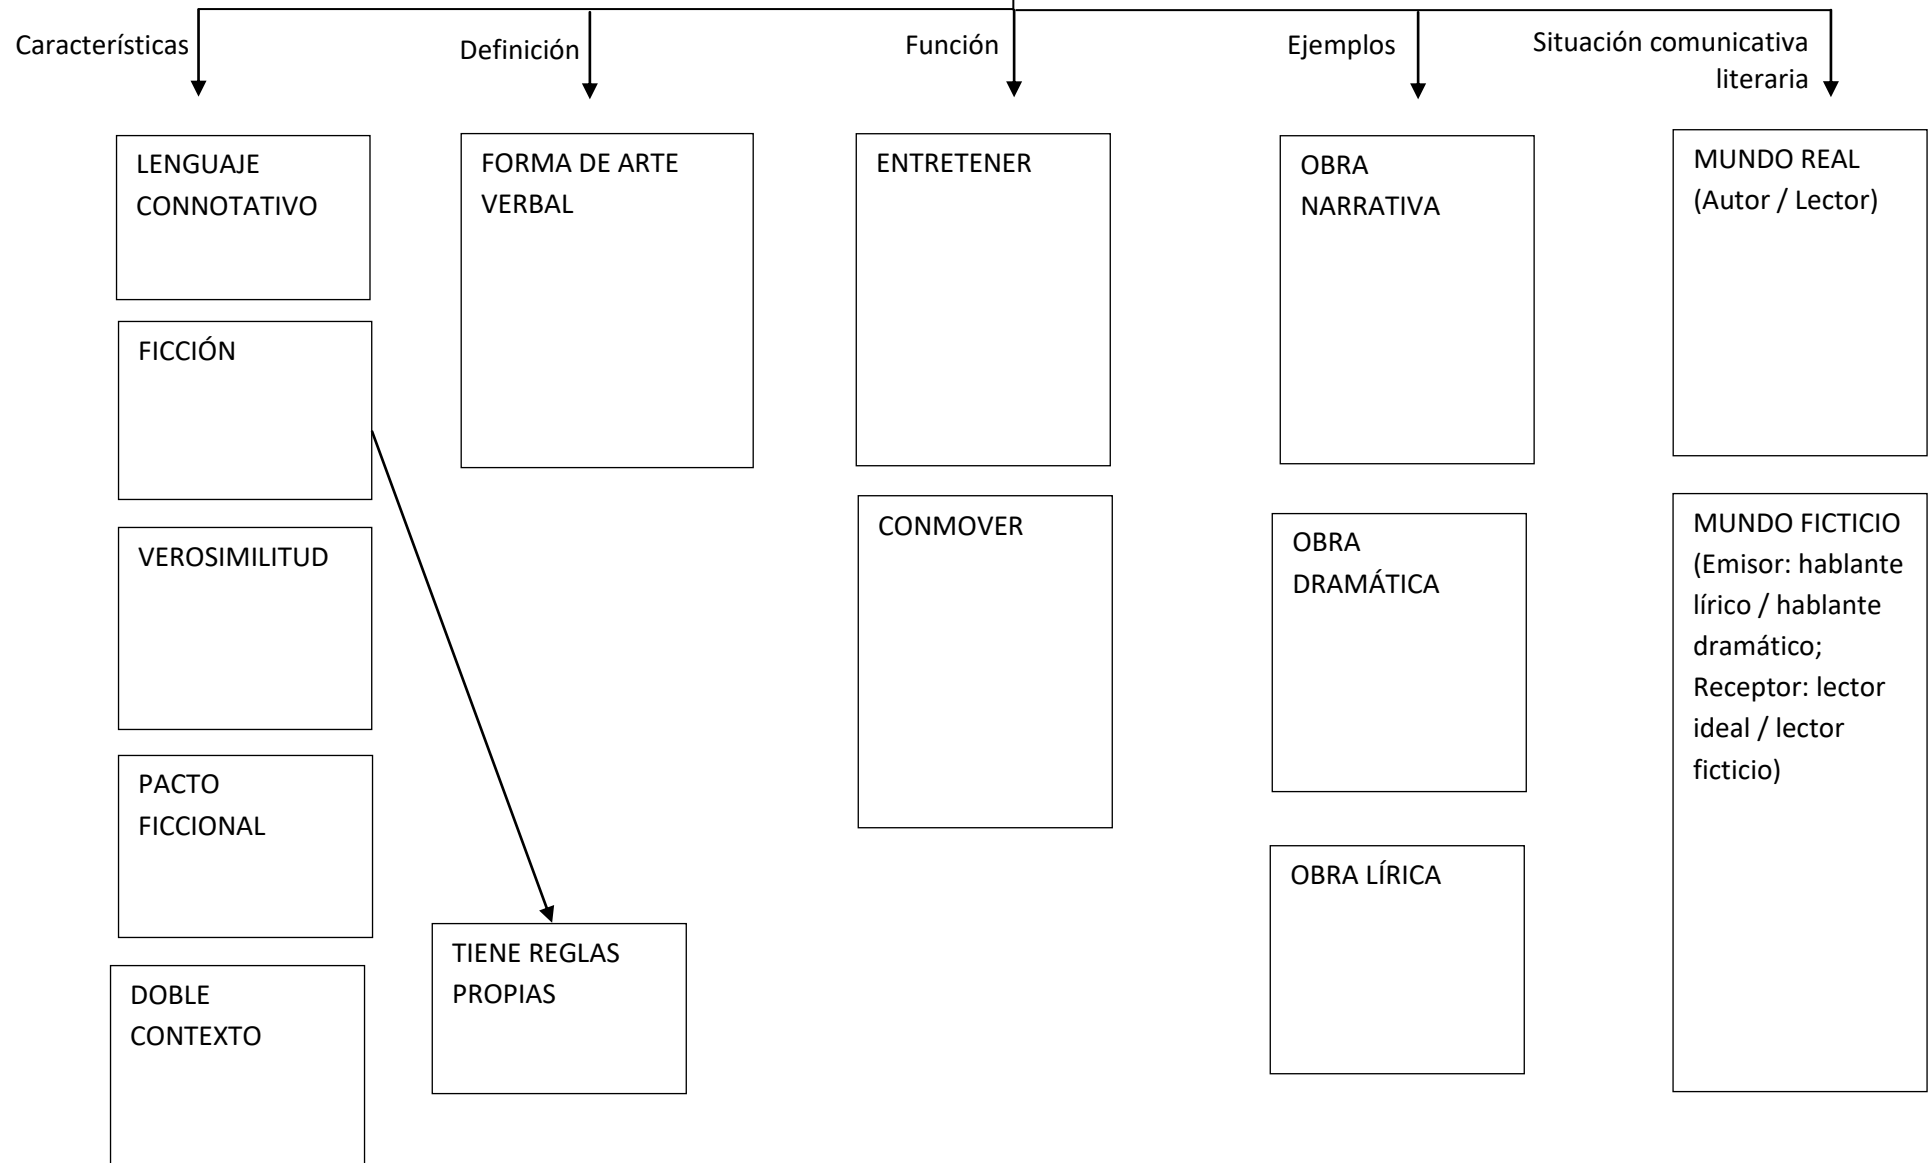 Características
Definición
Función
Ejemplos
Situación comunicativa
literaria
LENGUAJE
CONNOTATIVO
FICCIÓN
VEROSIMILITUD
PACTO
FICCIONAL
DOBLE
CONTEXTO
FORMA DE ARTE
VERBAL
TIENE REGLAS
PROPIAS
ENTRETENER
CONMOVER
OBRA
NARRATIVA
OBRA
DRAMÁTICA
OBRA LÍRICA
MUNDO REAL
(Autor / Lector)
MUNDO FICTICIO
(Emisor: hablante
lírico / hablante
dramático;
Receptor: lector
ideal / lector
ficticio)